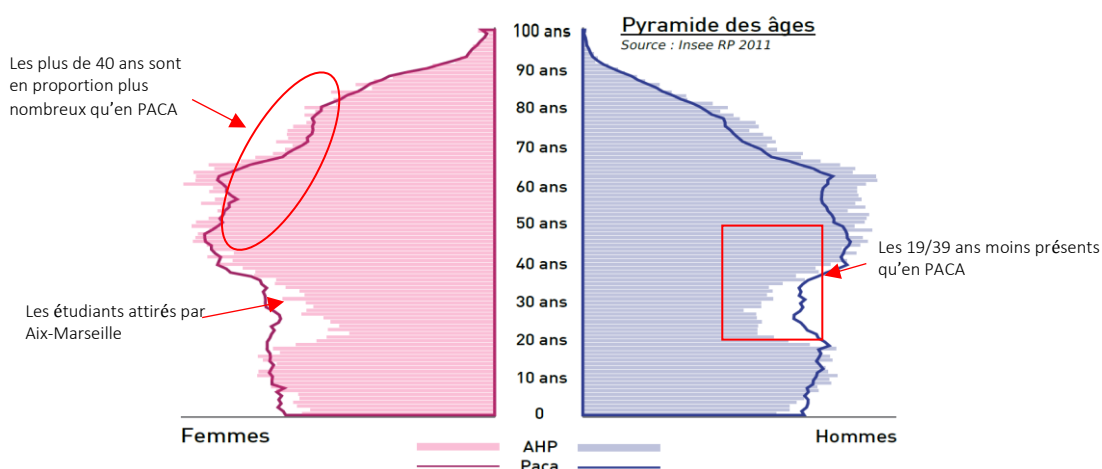 Pyramide des âges
Source : Insee RP 2011
Les plus de 40 ans sont
en proportion plus
nombreux qu'en PACA
100 ans
90 ans
80 ans
70 ans
60 ans
50 ans
40 ans
30 ans
20 ans
10 ans
0
Les 19/39 ans moins présents
qu'en PACA
Les étudiants attirés par
Aix-Marseille
Femmes
Hommes
AHP
Paca